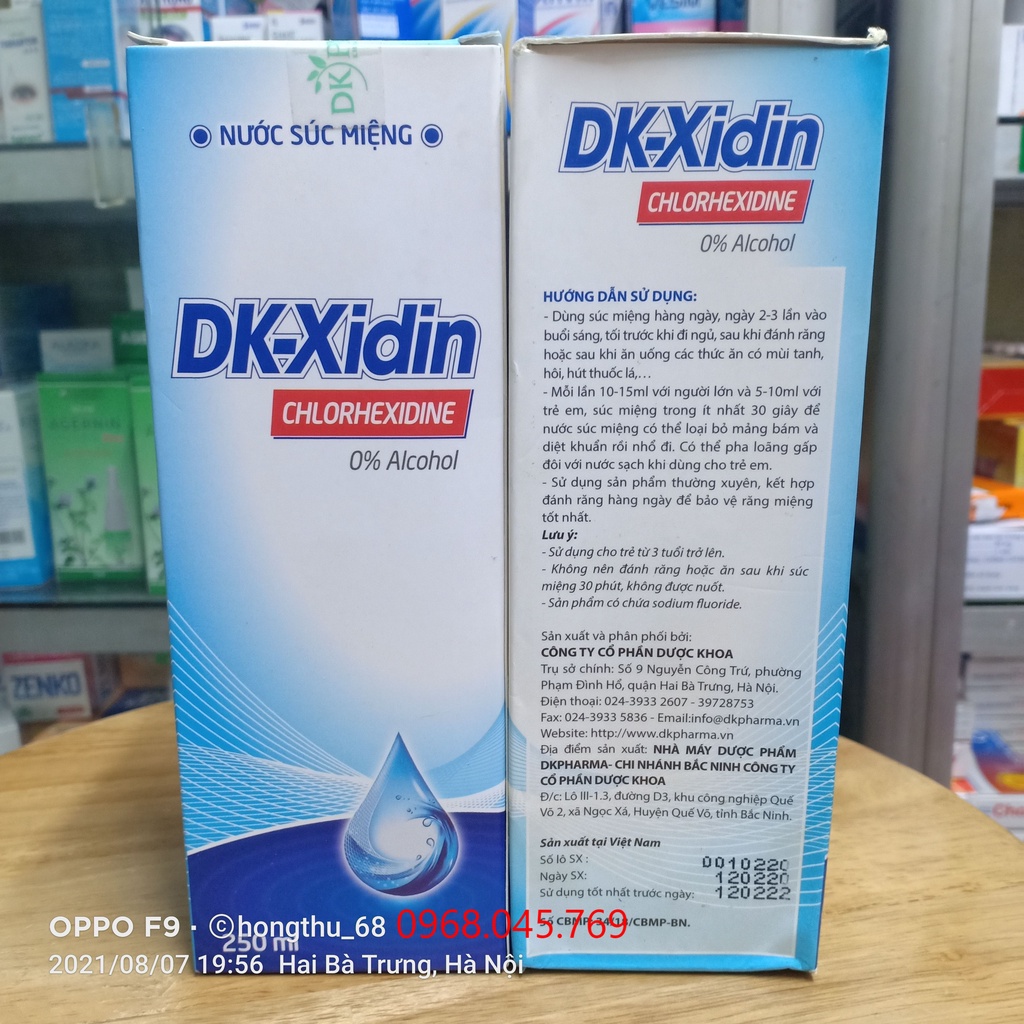 DKP
NƯỚC SÚC MIỆNG
DK-Xidin
CHLORHEXIDINE
0% Alcohol
250 ml
DK-Xidin
CHLORHEXIDINE
0% Alcohol
HƯỚNG DẪN SỬ DỤNG:
- Dùng súc miệng hàng ngày, ngày 2-3 lần vào
buổi sáng, tối trước khi đi ngủ, sau khi đánh răng
hoặc sau khi ăn uống các thức ăn có mùi tanh,
hôi, hút thuốc lá,...
- Mỗi lần 10-15ml với người lớn và 5-10ml với
trẻ em, súc miệng trong ít nhất 30 giây để
nước súc miệng có thể loại bỏ mảng bám và
diệt khuẩn rồi nhổ đi. Có thể pha loãng gấp
đôi với nước sạch khi dùng cho trẻ em.
- Sử dụng sản phẩm thường xuyên, kết hợp
đánh răng hàng ngày để bảo vệ răng miệng
tốt nhất.
Lưu ý:
- Sử dụng cho trẻ từ 3 tuổi trở lên.
- Không nên đánh răng hoặc ăn sau khi súc
miệng 30 phút, không được nuốt.
- Sản phẩm có chứa sodium fluoride.
Sản xuất và phân phối bởi:
CÔNG TY CỔ PHẦN DƯỢC KHOA
Trụ sở chính: Số 9 Nguyễn Công Trứ, phường
Phạm Đình Hổ, quận Hai Bà Trưng, Hà Nội.
Điện thoại: 024-3933 2607 - 39728753
Fax: 024-3933 5836 - Email:info@dkpharma.vn
Website: http://www.dkpharma.vn
Địa điểm sản xuất: NHÀ MÁY DƯỢC PHẨM
DKPHARMA- CHI NHÁNH BẮC NINH CÔNG TY
CỔ PHẦN DƯỢC KHOA
Đ/c: Lô III-1.3, đường D3, khu công nghiệp Quế
Võ 2, xã Ngọc Xá, Huyện Quế Võ, tỉnh Bắc Ninh.
Sản xuất tại Việt Nam
Số lô SX : 0010220
Ngày SX: 120220
Sử dụng tốt nhất trước ngày: 120222
/CBMP-BN.
ZENKO
OPPO F9 · ©hongthu_68 0968.045.769
2021/08/07 19:56 Hai Bà Trưng, Hà Nội